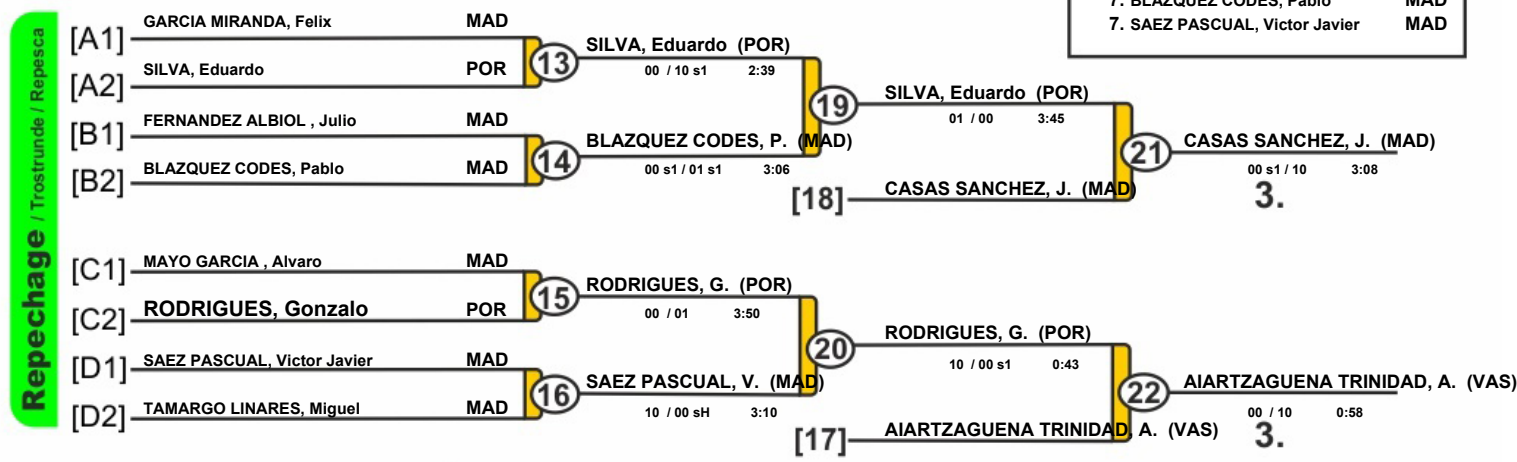 7. BLAZQUEZ CODES, Pablo MAD
7. SAEZ PASCUAL, Victor Javier MAD
Repechage / Trostrunde / Repesca
[A1] GARCIA MIRANDA, Felix MAD
[A2] SILVA, Eduardo POR
13 SILVA, Eduardo (POR)
00 / 10 s1 2:39
[B1] FERNANDEZ ALBIOL , Julio MAD
[B2] BLAZQUEZ CODES, Pablo MAD
14 BLAZQUEZ CODES, P. (MAD)
00 s1 / 01 s1 3:06
19 SILVA, Eduardo (POR)
01 / 00 3:45
[18] CASAS SANCHEZ, J. (MAD)
21 CASAS SANCHEZ, J. (MAD)
00 s1 / 10 3:08
3.
[C1] MAYO GARCIA , Alvaro MAD
[C2] RODRIGUES, Gonzalo POR
15 RODRIGUES, G. (POR)
00 / 01 3:50
[D1] SAEZ PASCUAL, Victor Javier MAD
[D2] TAMARGO LINARES, Miguel MAD
16 SAEZ PASCUAL, V. (MAD)
10 / 00 sH 3:10
20 RODRIGUES, G. (POR)
10 / 00 s1 0:43
[17] AIARTZAGUENA TRINIDAD, A. (VAS)
22 AIARTZAGUENA TRINIDAD, A. (VAS)
00 / 10 0:58
3.